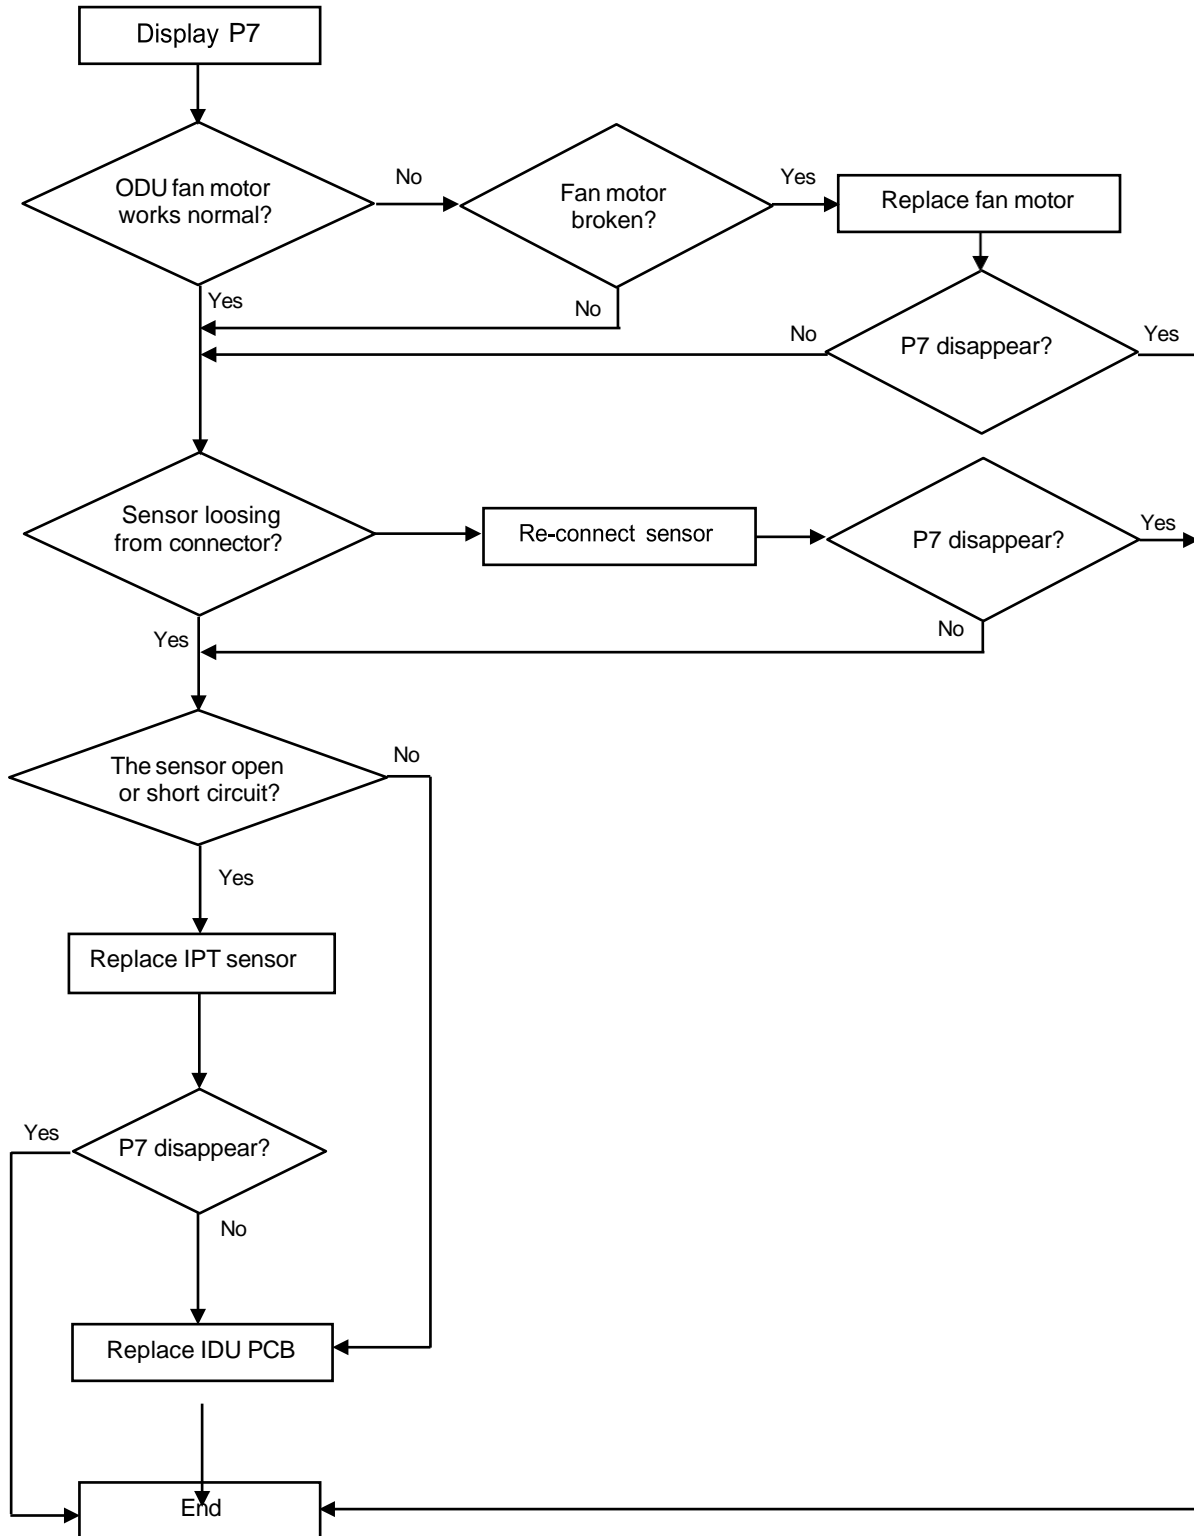 Display P7
ODU fan motor
works normal?
No
Fan motor
broken?
Yes
Replace fan motor
Yes
No
No
P7 disappear?
Yes
Sensor loosing
from connector?
Re-connect sensor
P7 disappear?
Yes
Yes
No
The sensor open
or short circuit?
No
Yes
Replace IPT sensor
Yes
P7 disappear?
No
Replace IDU PCB
End